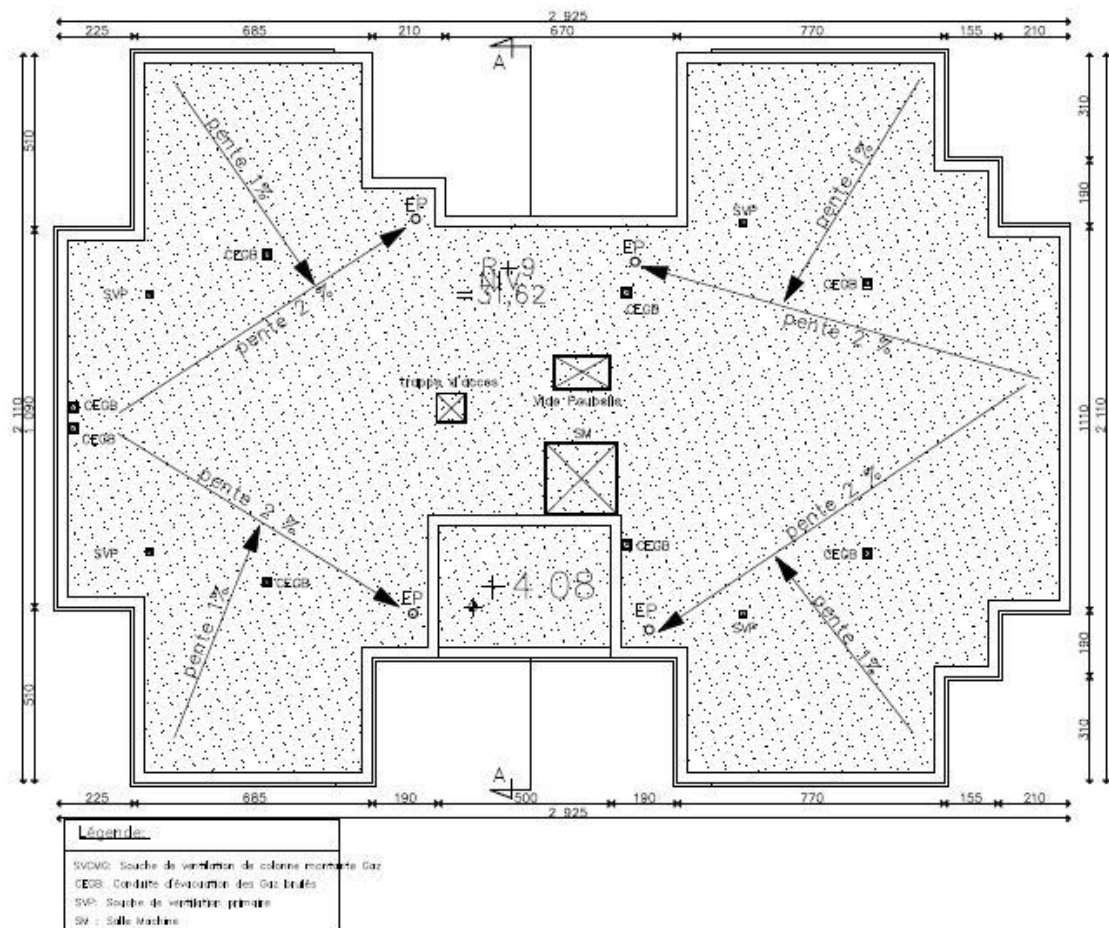 2 925
225 685 210 670 770 155 210
A
510
310
pente 1%
pente 1%
190
EP
SVP
EP
CEGB
R+9
NIV.
31,62
SVP
CEGB
CEGB
pente 2 %
pente 2 %
trappe d'acces
Vide Poubelle
CEGB
CEGB
SM
2 110
1 090
1110
2 110
pente 2 %
pente 2 %
SVP
CEGB
CEGB
CEGB
4.08
EP
EP
SVP
pente 1%
pente 1%
190
510
310
A
225 685 190 500 190 770 155 210
2 925
Légende:
SVCMG: Souche de ventilation de colonne montante Gaz
CEGB: Conduite d'évacuation des Gaz brulés
SVP: Souche de ventilation primaire
SM : Salle Machine